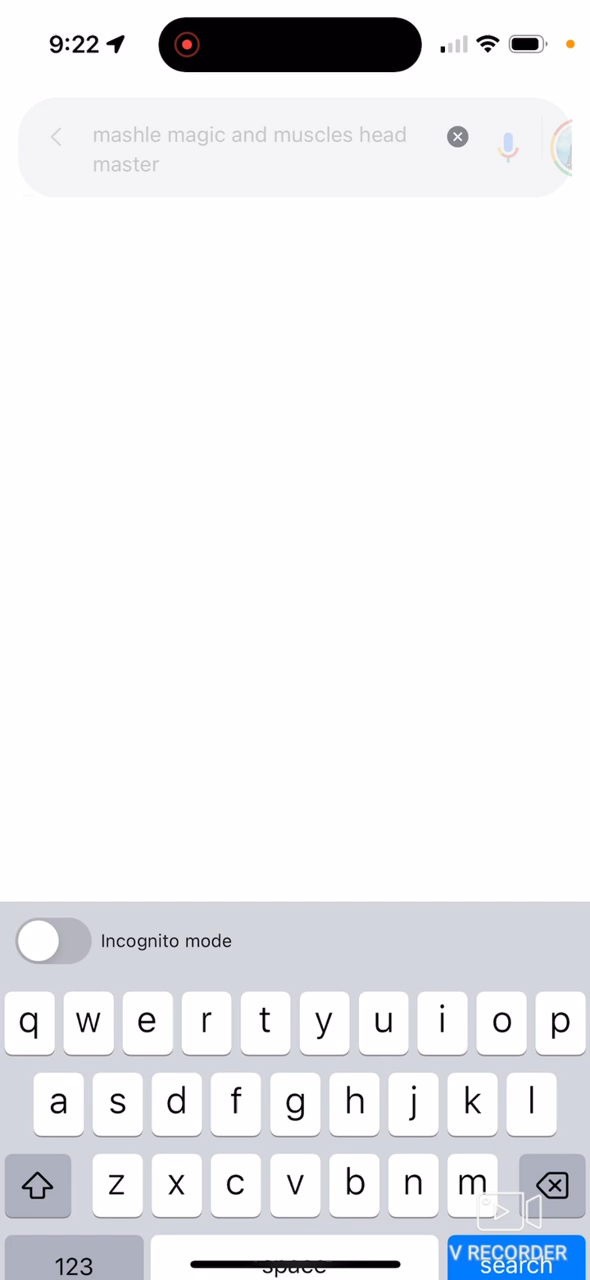 9:22
mashle magic and muscles head
master
Incognito mode
q w e r t y u i o p
a s d f g h j k l
z x c v b n m
123 space search
V RECORDER